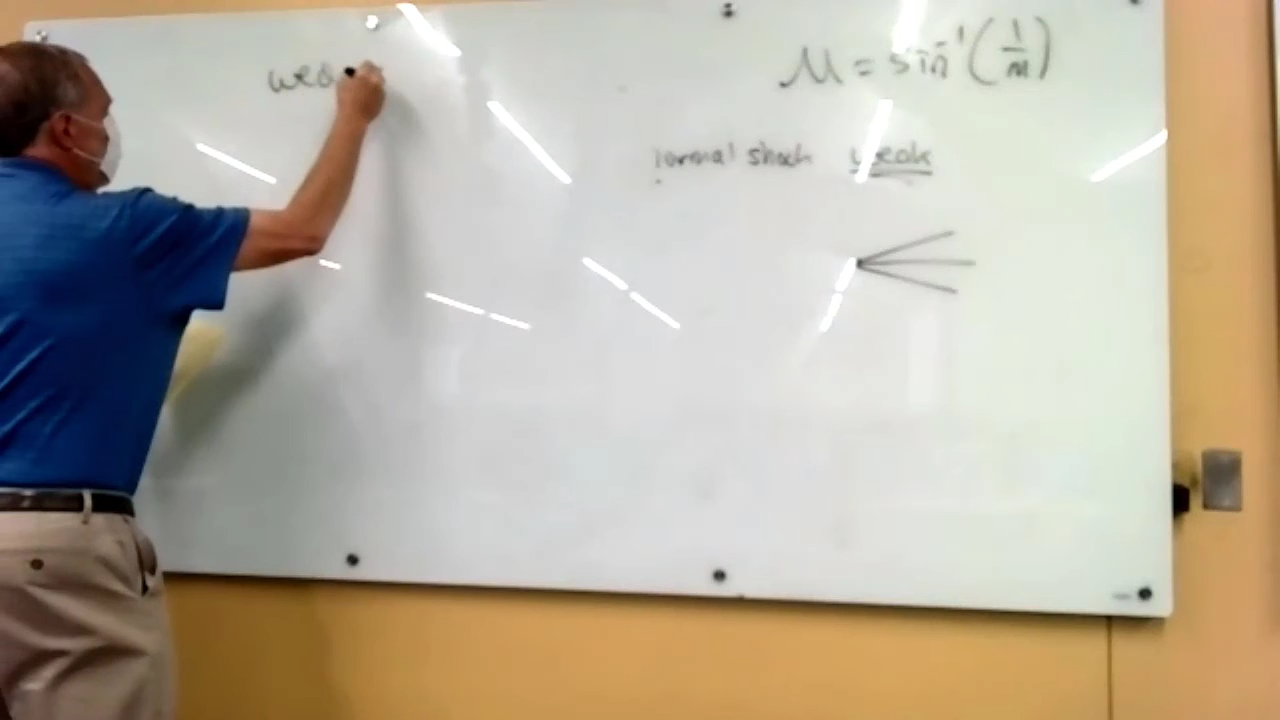 μ = sin⁻¹(1/M)
normal shock weak